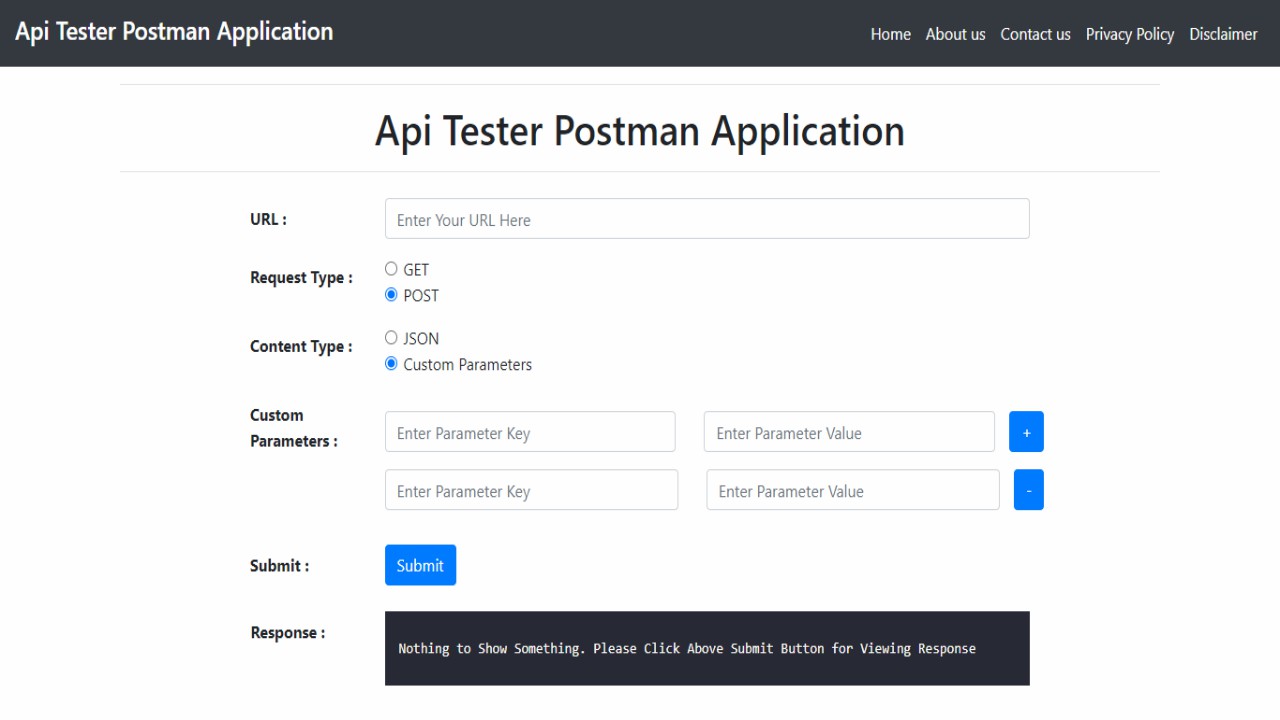 Api Tester Postman Application
Home About us Contact us Privacy Policy Disclaimer
Api Tester Postman Application
URL :
Enter Your URL Here
Request Type :
GET
POST
Content Type :
JSON
Custom Parameters
Custom
Parameters :
Enter Parameter Key Enter Parameter Value +
Enter Parameter Key Enter Parameter Value -
Submit :
Submit
Response :
Nothing to Show Something. Please Click Above Submit Button for Viewing Response